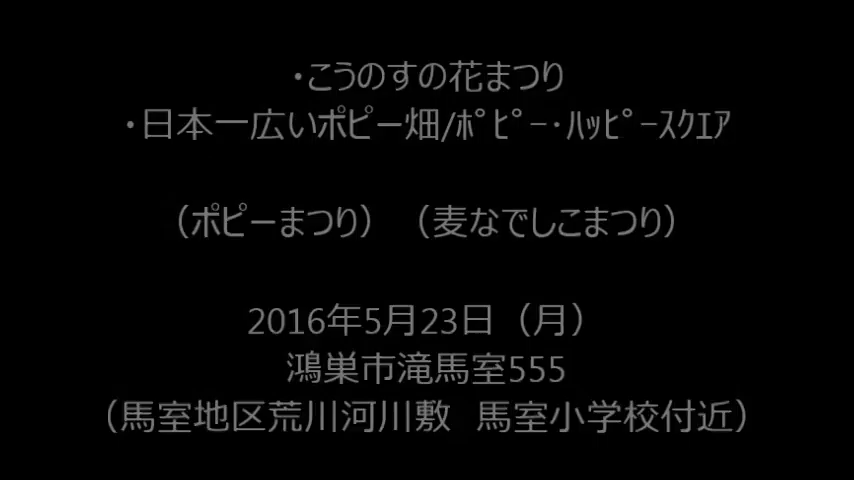 ・こうのすの花まつり
・日本一広いポピー畑/ﾎﾟﾋﾟｰ･ﾊｯﾋﾟｰｽｸｴｱ
（ポピーまつり）　（麦なでしこまつり）
2016年5月23日（月）
鴻巣市滝馬室555
（馬室地区荒川河川敷　馬室小学校付近）